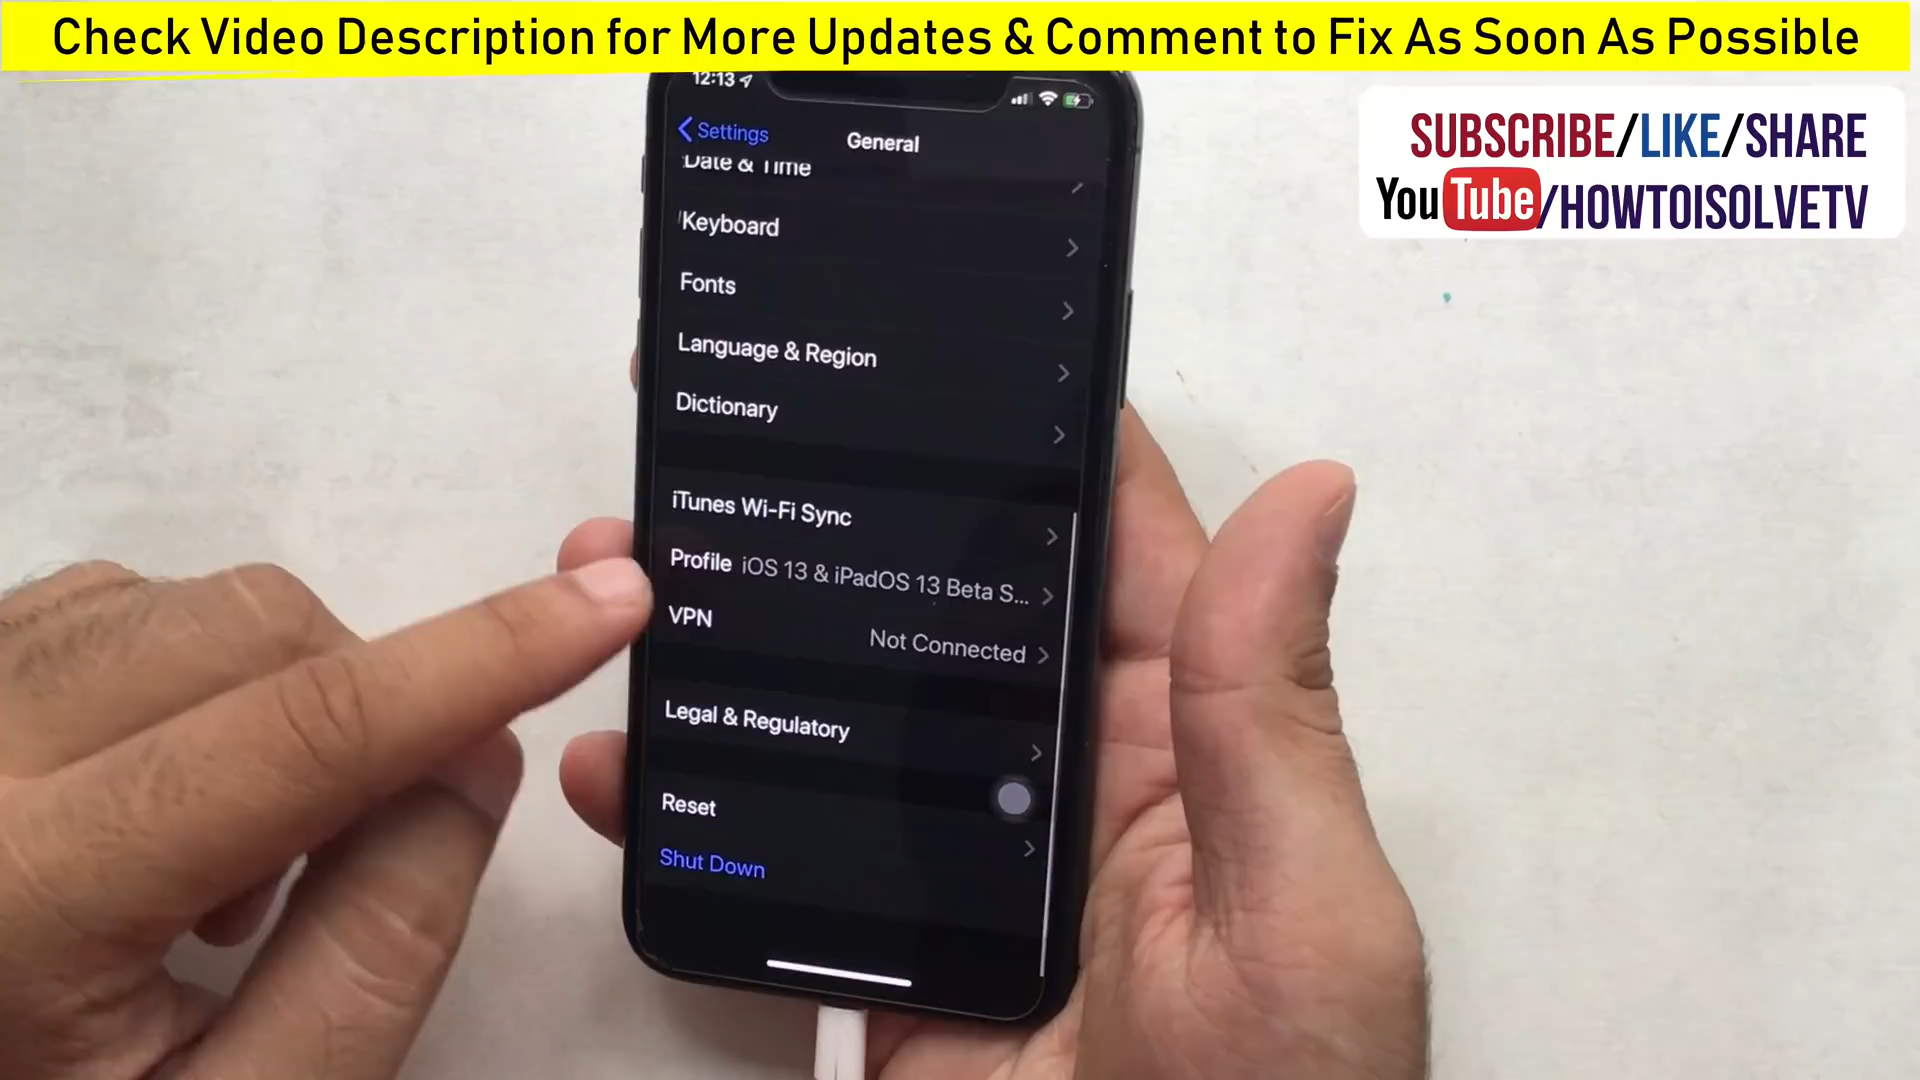 Check Video Description for More Updates & Comment to Fix As Soon As Possible
SUBSCRIBE/LIKE/SHARE
YouTube/HOWTOISOLVETV
12:13
Settings
General
Date & Time
Keyboard
Fonts
Language & Region
Dictionary
iTunes Wi-Fi Sync
Profile iOS 13 & iPadOS 13 Beta S...
VPN Not Connected
Legal & Regulatory
Reset
Shut Down